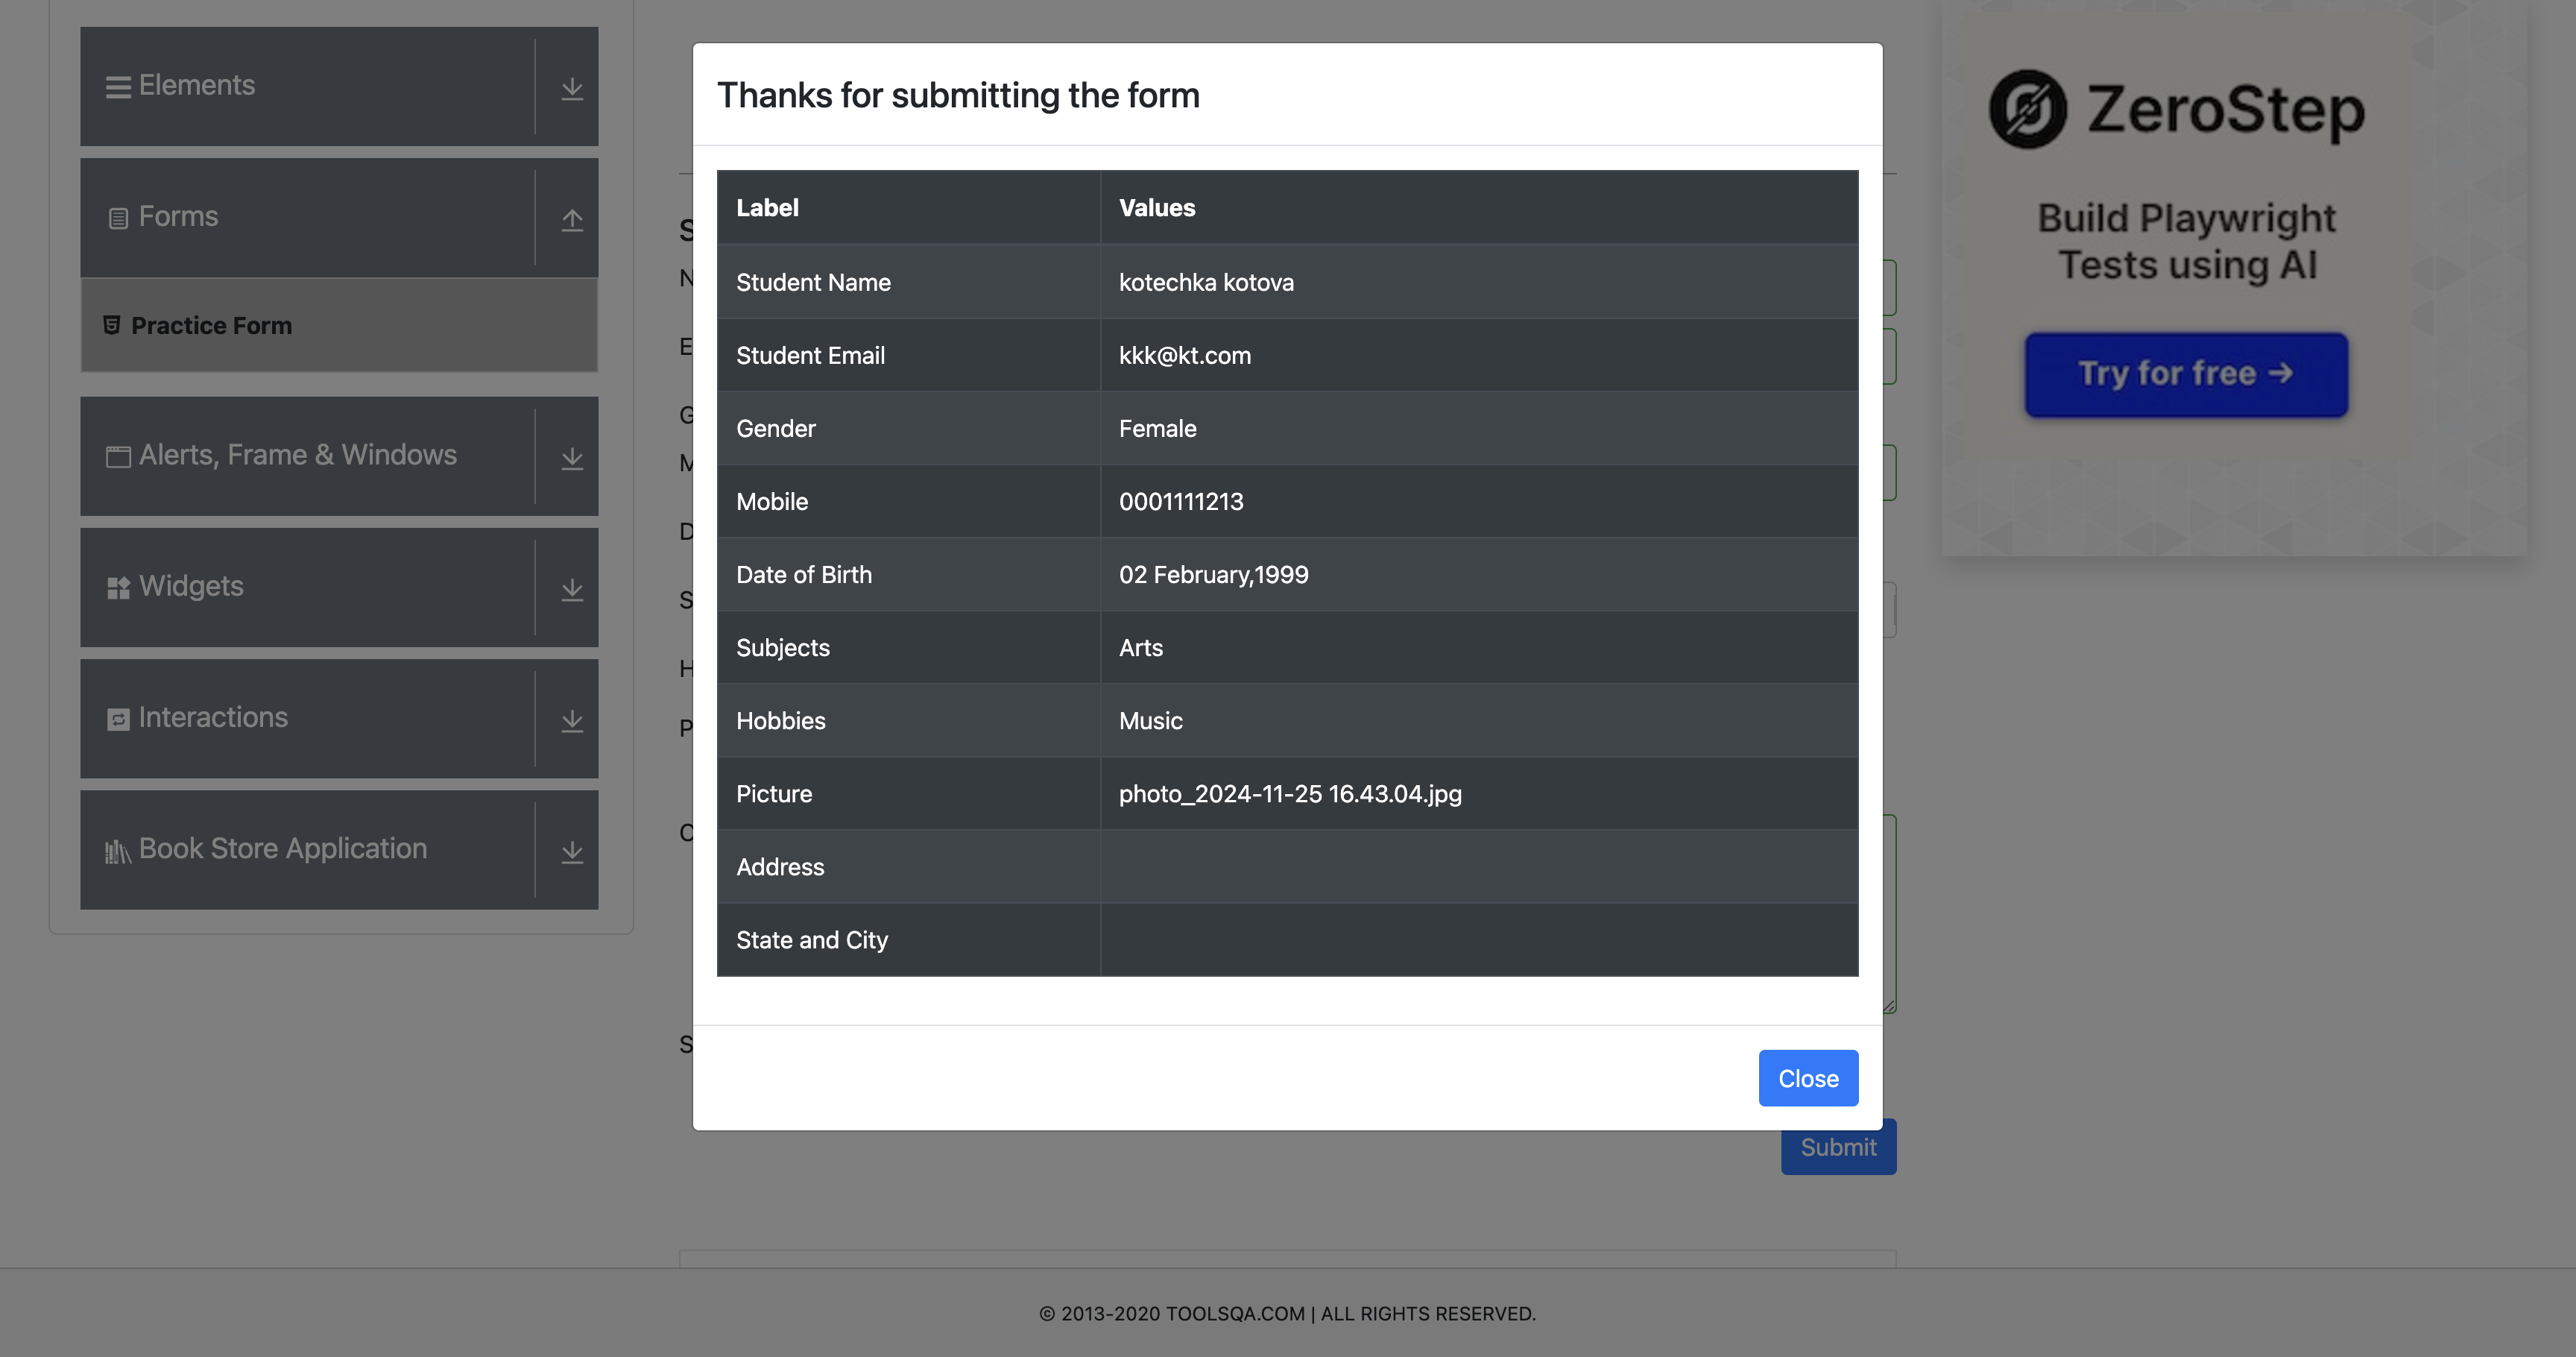 Elements
Forms
Practice Form
Alerts, Frame & Windows
Widgets
Interactions
Book Store Application
Thanks for submitting the form
Label Values
Student Name kotechka kotova
Student Email kkk@kt.com
Gender Female
Mobile 0001111213
Date of Birth 02 February,1999
Subjects Arts
Hobbies Music
Picture photo_2024-11-25 16.43.04.jpg
Address
State and City
Close
Submit
ZeroStep
Build Playwright
Tests using AI
Try for free →
© 2013-2020 TOOLSQA.COM | ALL RIGHTS RESERVED.